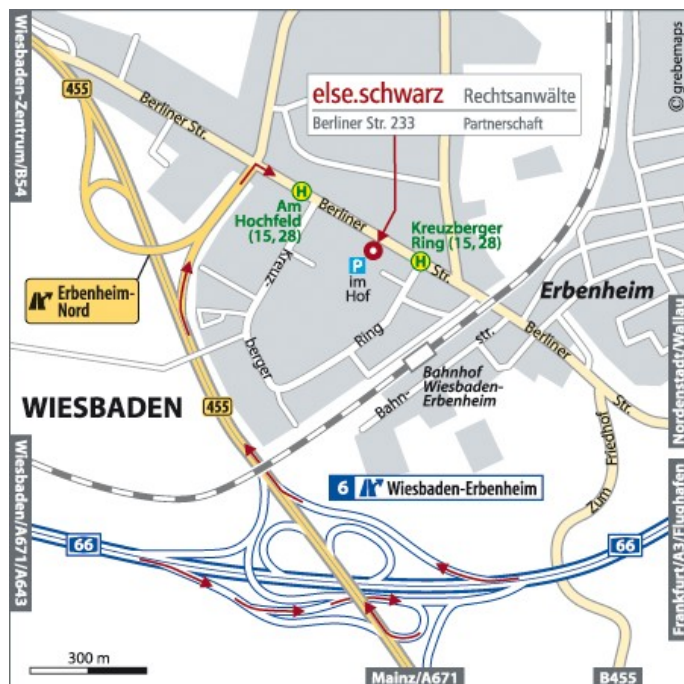 Wiesbaden-Zentrum/B54
455
Berliner Str.
else.schwarz Rechtsanwälte
Berliner Str. 233 Partnerschaft
© grebemaps
H
Am
Hochfeld
(15, 28)
Berliner
Str.
Kreuzberger
Ring (15, 28)
H
P
im
Hof
Kreuz-
berger
Ring
Erbenheim-
Nord
Erbenheim
Berliner
Str.
Bahn-
str.
Bahnhof
Wiesbaden-
Erbenheim
Nordenstadt/Wallau
WIESBADEN
455
Zum
Friedhof
6 Wiesbaden-Erbenheim
Wiesbaden/A671/A643
66
66
Frankfurt/A3/Flughafen
300 m
Mainz/A671
B455